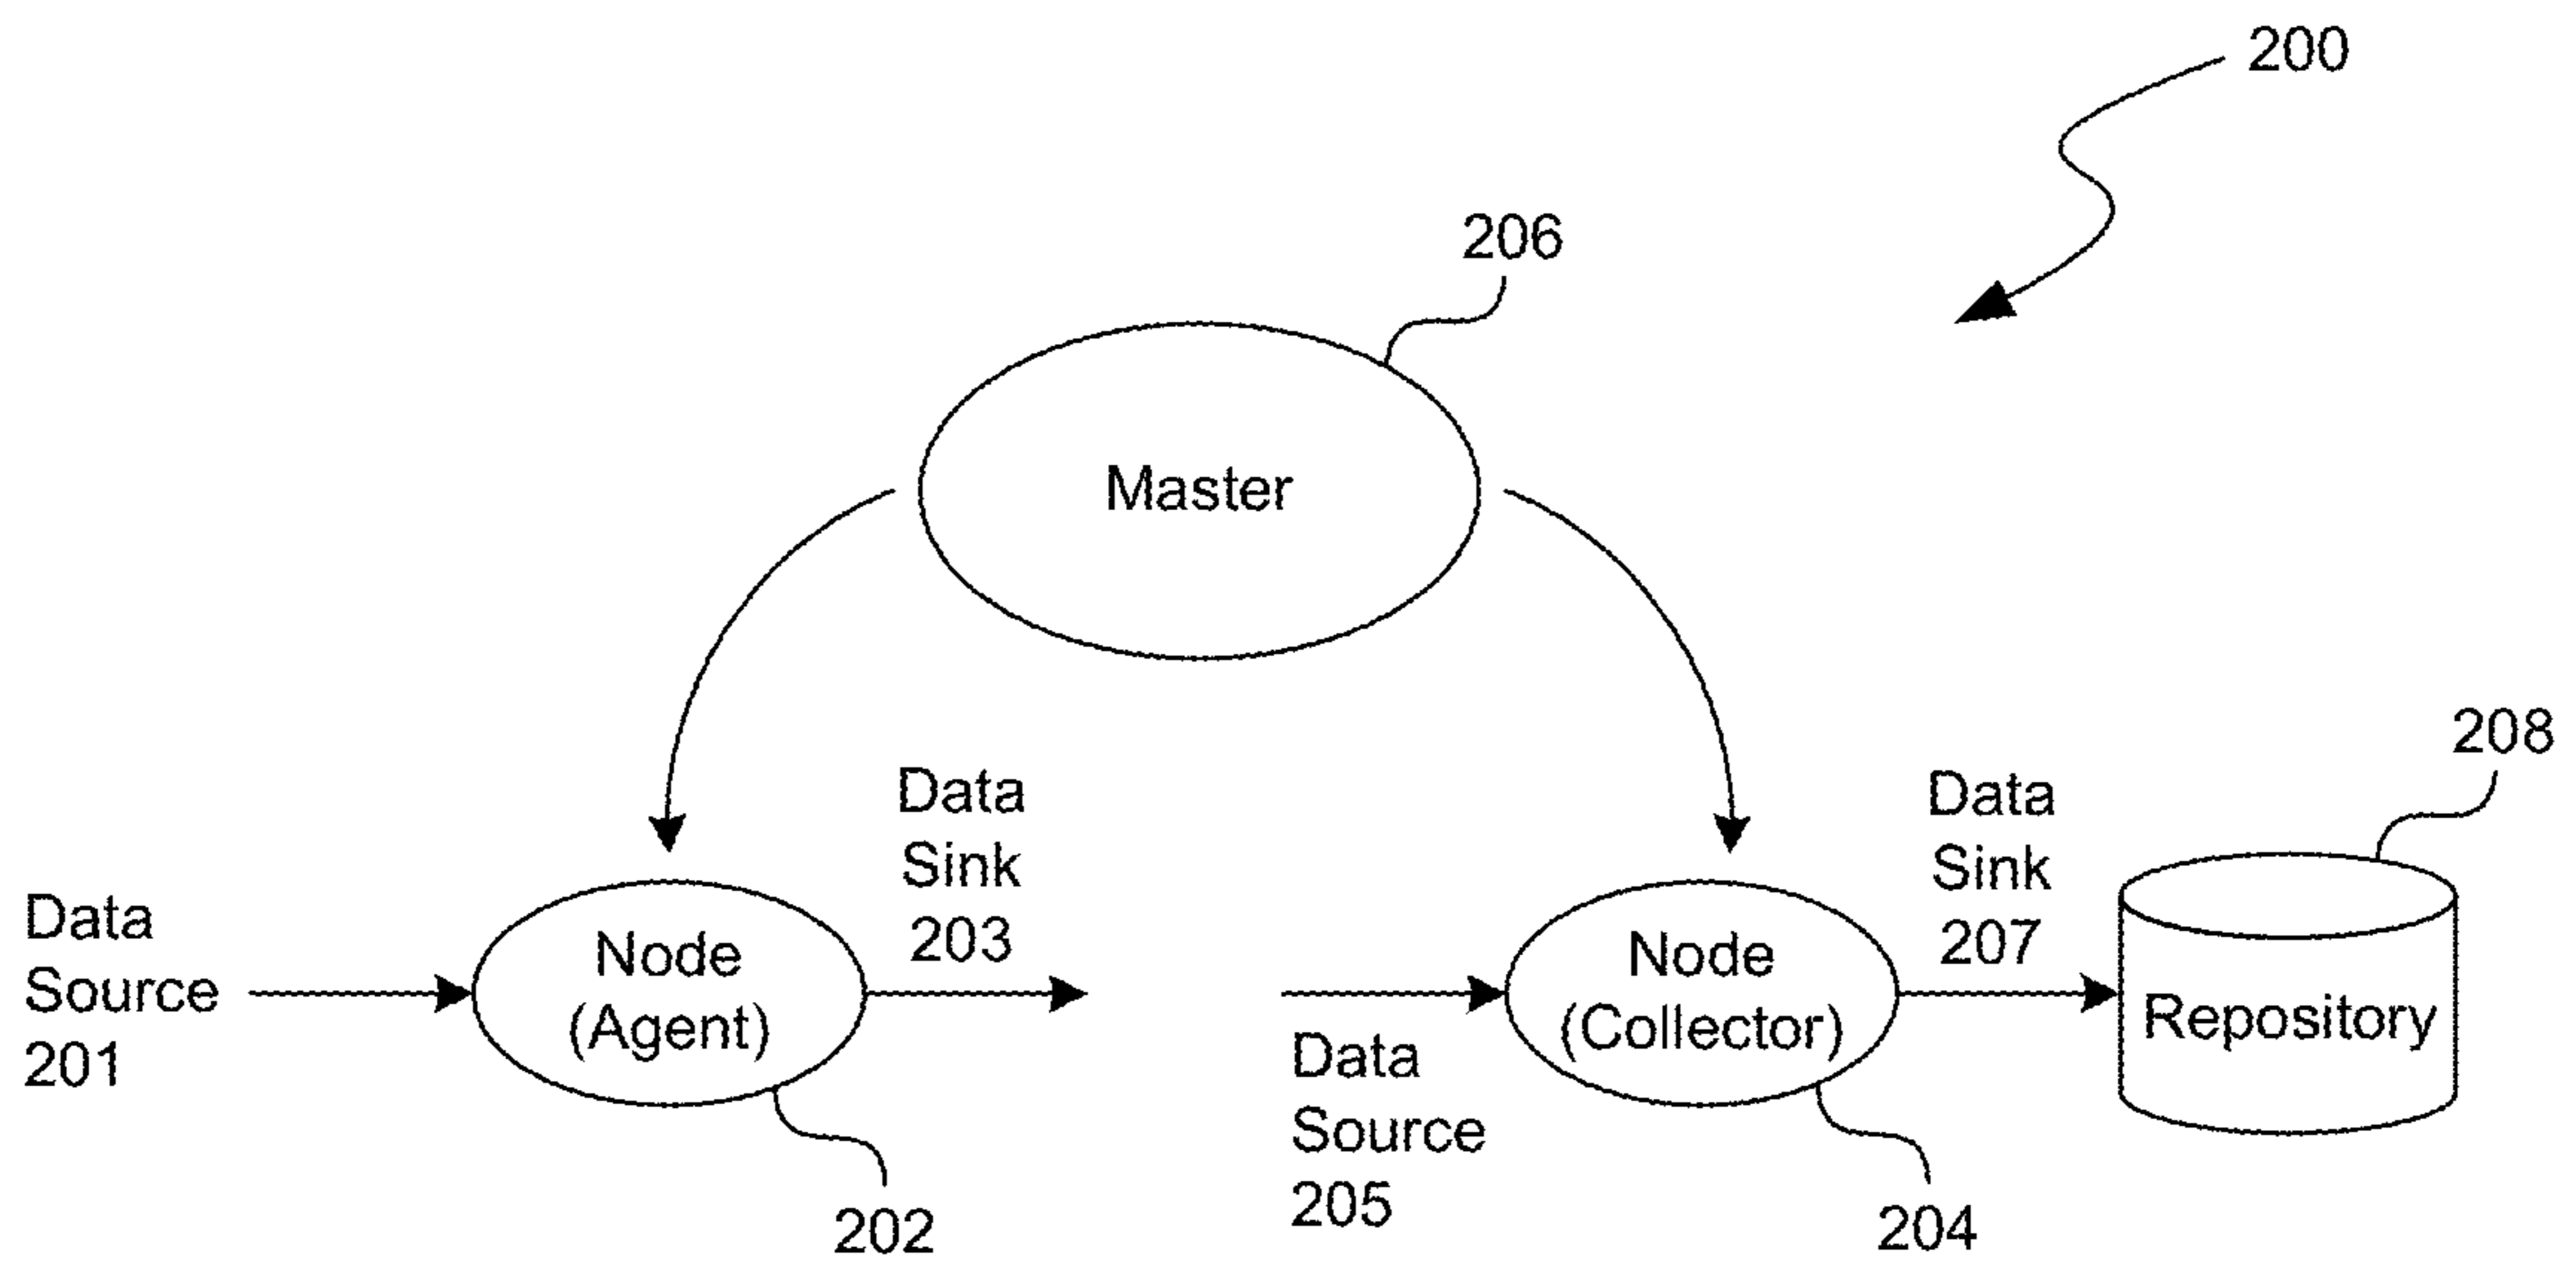 200
206
Master
208
Data
Sink
203
Data
Sink
207
Data
Source
201
Node
(Agent)
Node
(Collector)
Repository
Data
Source
205
202
204